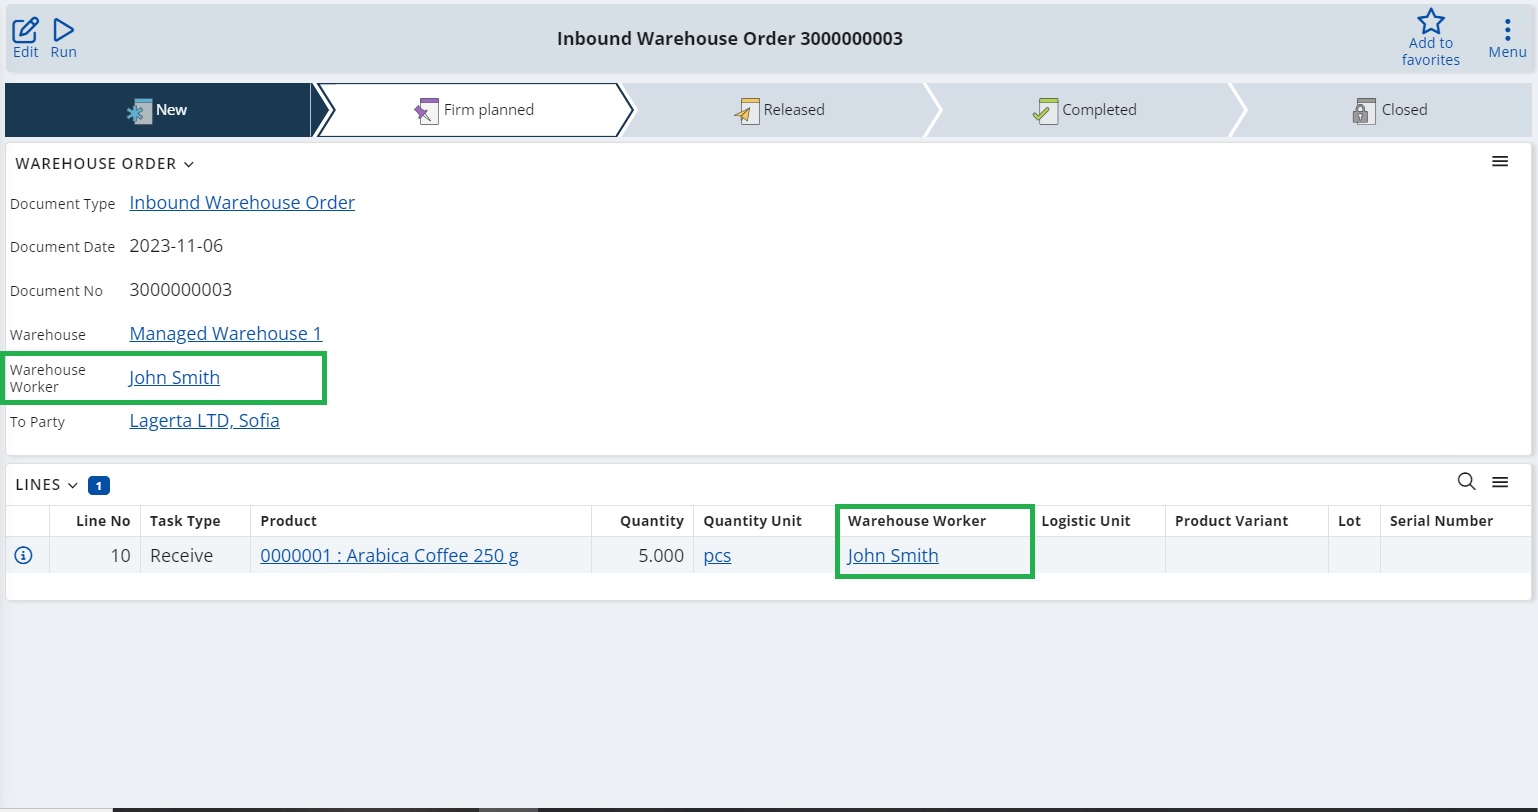 Edit Run
Inbound Warehouse Order 3000000003
Add to
favorites
Menu
New
Firm planned
Released
Completed
Closed
WAREHOUSE ORDER
Document Type Inbound Warehouse Order
Document Date 2023-11-06
Document No 3000000003
Warehouse Managed Warehouse 1
Warehouse
Worker
John Smith
To Party Lagerta LTD, Sofia
LINES 1
Line No Task Type Product Quantity Quantity Unit Warehouse Worker Logistic Unit Product Variant Lot Serial Number
10 Receive 0000001 : Arabica Coffee 250 g 5.000 pcs John Smith